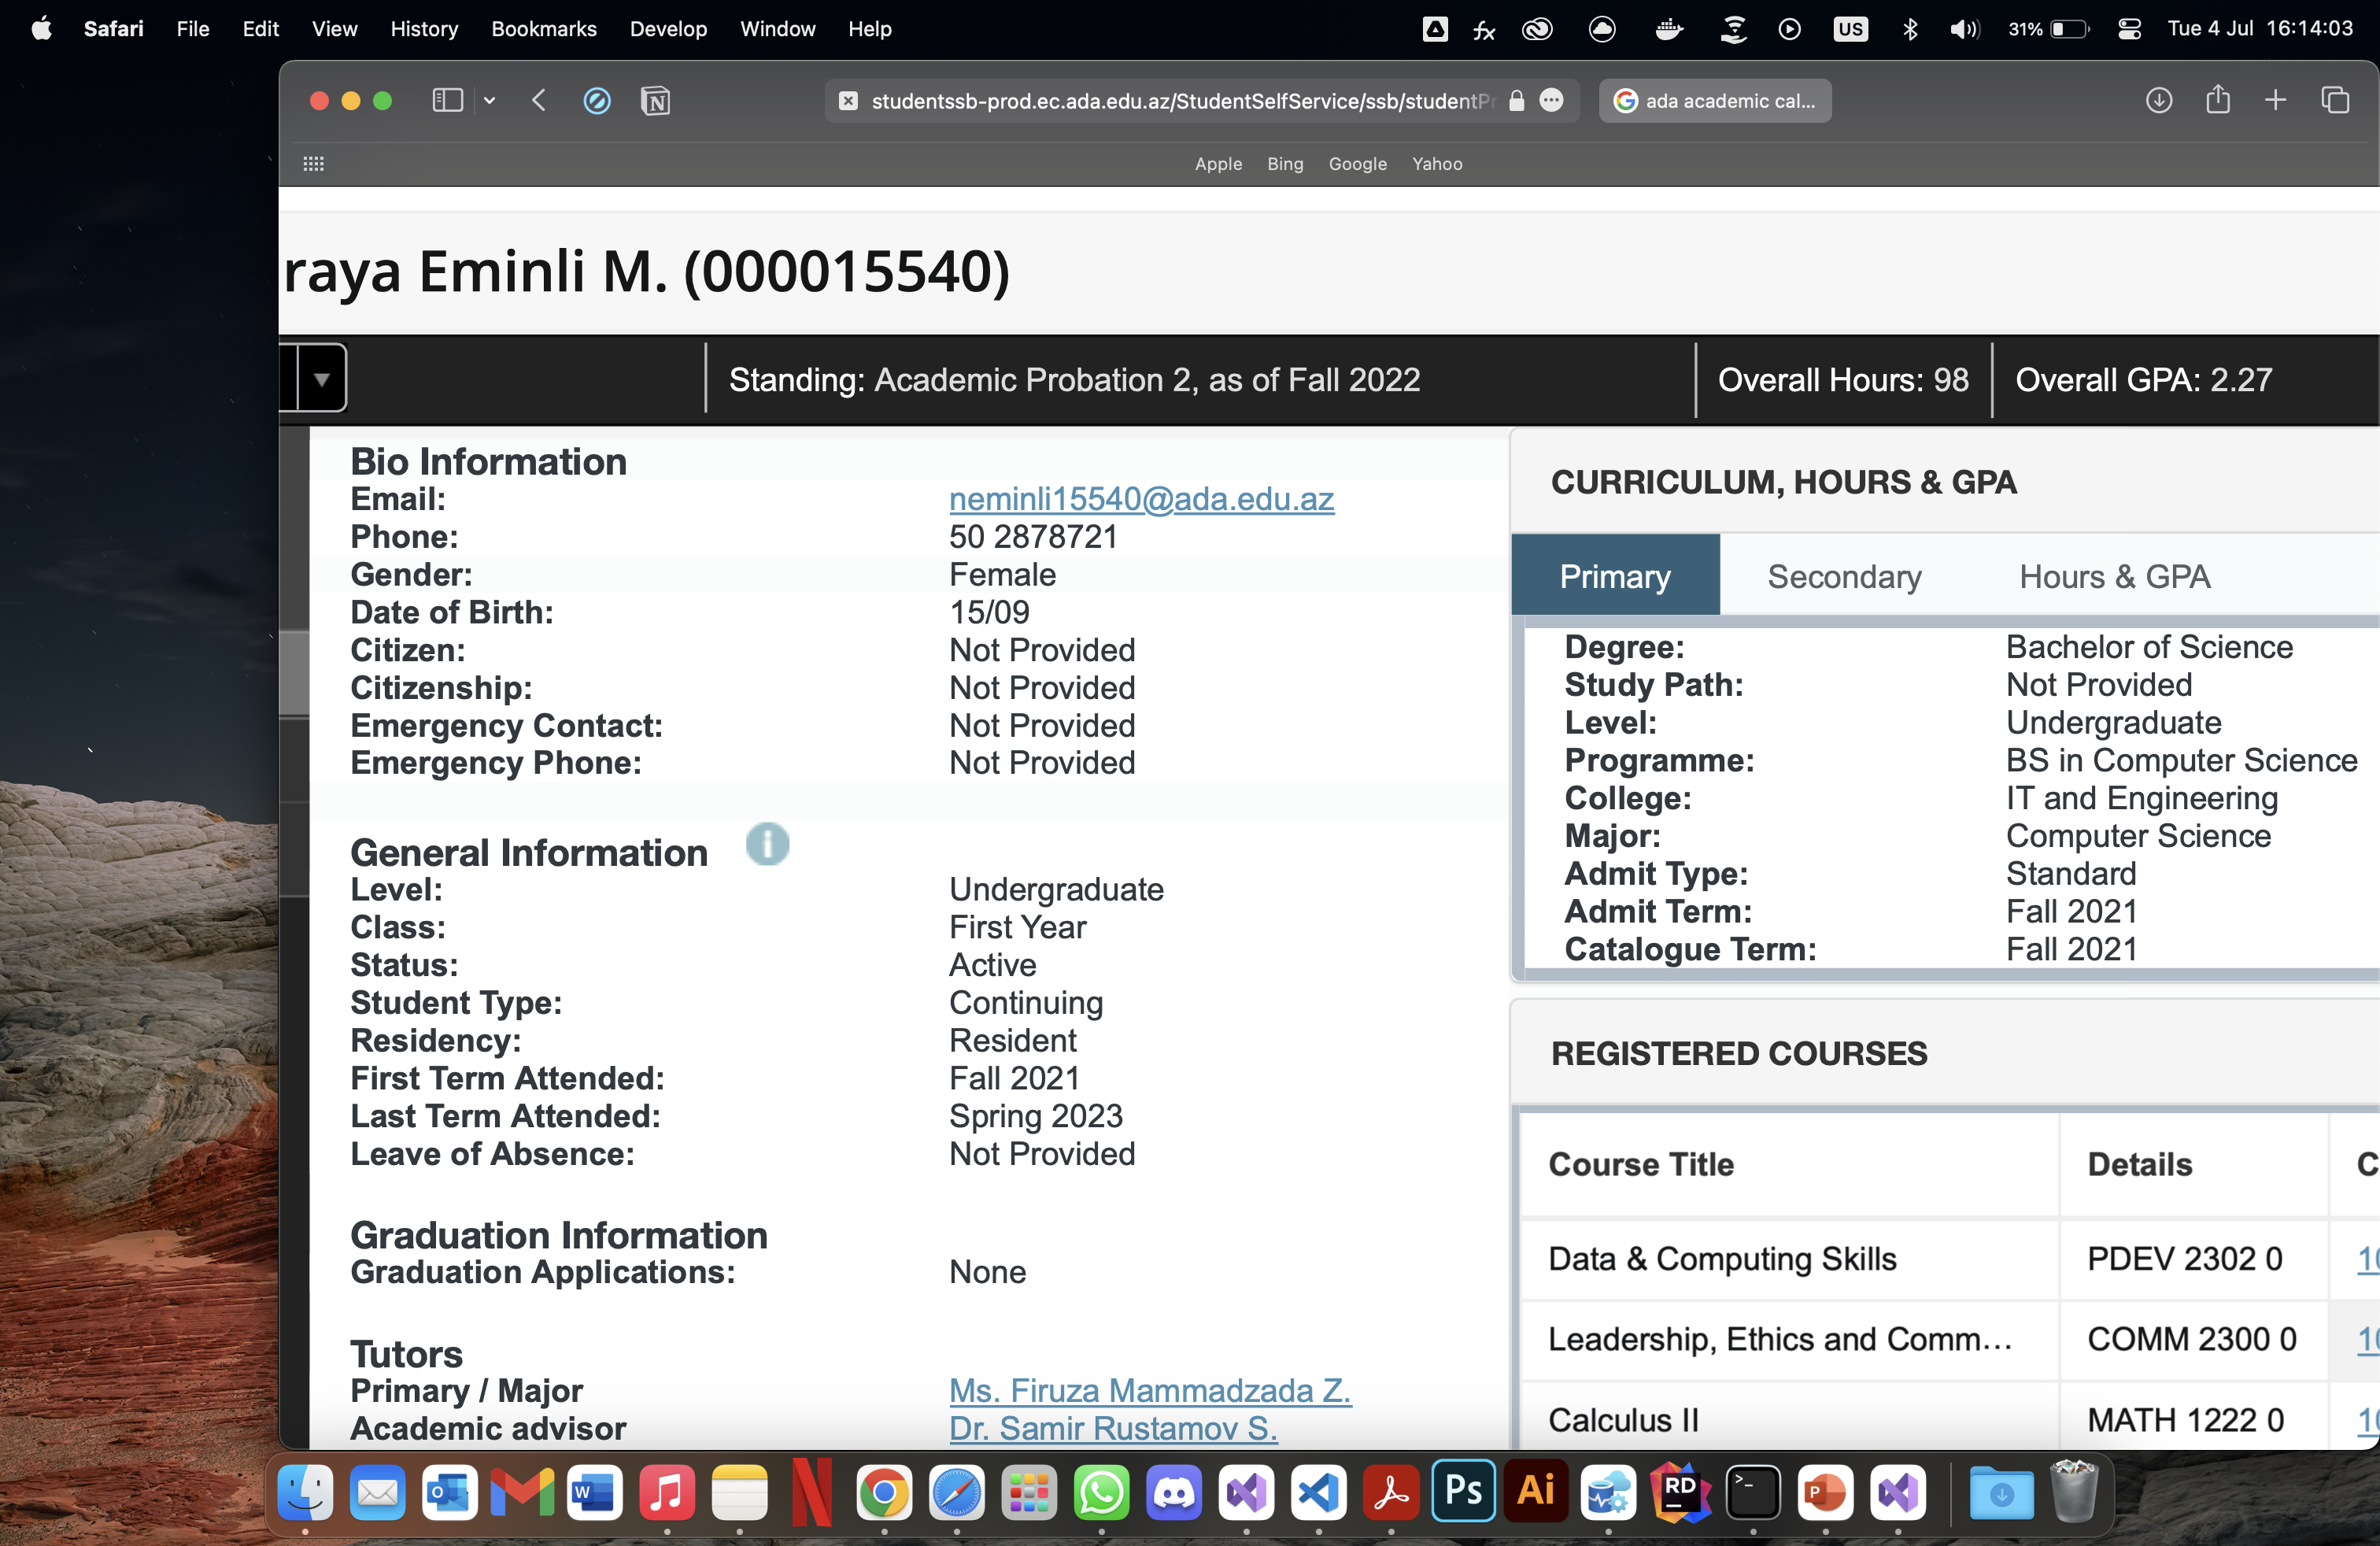 Safari File Edit View History Bookmarks Develop Window Help US 31% Tue 4 Jul 16:14:03
studentssb-prod.ec.ada.edu.az/StudentSelfService/ssb/studentPr ada academic cal...
Apple Bing Google Yahoo
raya Eminli M. (000015540)
Standing: Academic Probation 2, as of Fall 2022 Overall Hours: 98 Overall GPA: 2.27
Bio Information
Email: neminli15540@ada.edu.az
Phone: 50 2878721
Gender: Female
Date of Birth: 15/09
Citizen: Not Provided
Citizenship: Not Provided
Emergency Contact: Not Provided
Emergency Phone: Not Provided
General Information
Level: Undergraduate
Class: First Year
Status: Active
Student Type: Continuing
Residency: Resident
First Term Attended: Fall 2021
Last Term Attended: Spring 2023
Leave of Absence: Not Provided
Graduation Information
Graduation Applications: None
Tutors
Primary / Major Ms. Firuza Mammadzada Z.
Academic advisor Dr. Samir Rustamov S.
CURRICULUM, HOURS & GPA
Primary Secondary Hours & GPA
Degree: Bachelor of Science
Study Path: Not Provided
Level: Undergraduate
Programme: BS in Computer Science
College: IT and Engineering
Major: Computer Science
Admit Type: Standard
Admit Term: Fall 2021
Catalogue Term: Fall 2021
REGISTERED COURSES
Course Title Details C
Data & Computing Skills PDEV 2302 0 10
Leadership, Ethics and Comm... COMM 2300 0 10
Calculus II MATH 1222 0 10
Ps Ai RD